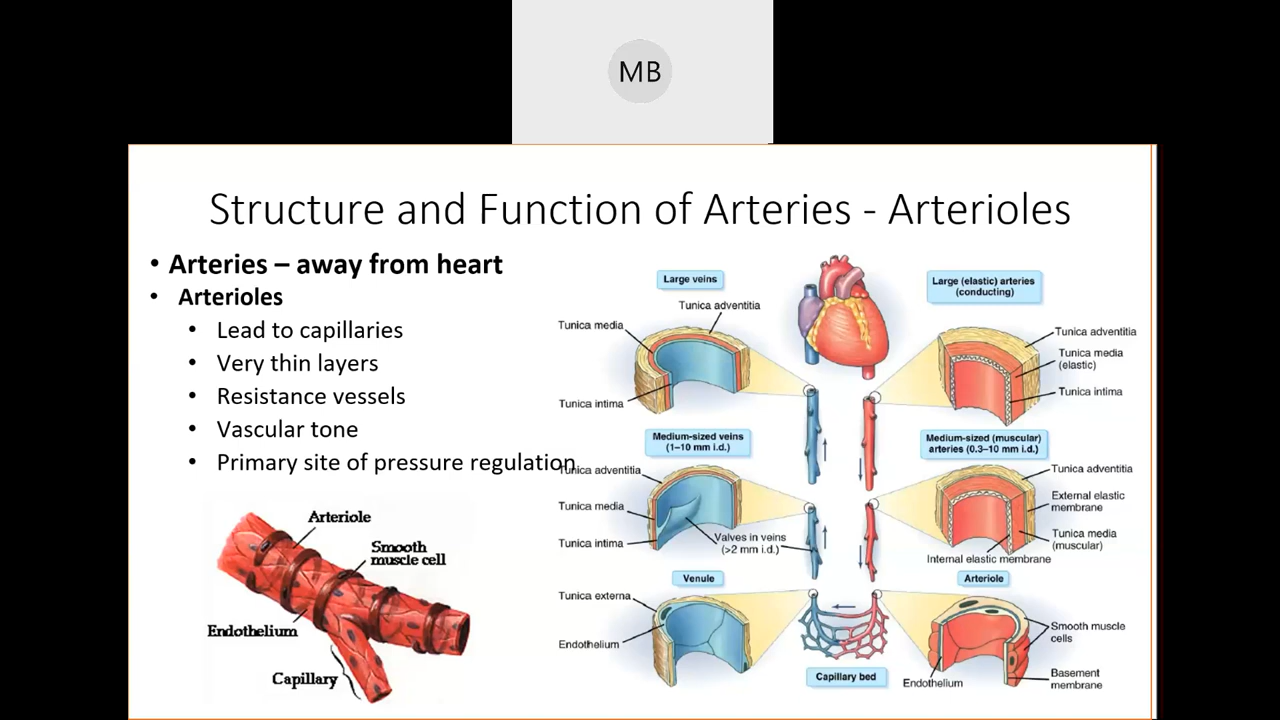 MB
Structure and Function of Arteries - Arterioles
• Arteries – away from heart
• Arterioles
• Lead to capillaries
• Very thin layers
• Resistance vessels
• Vascular tone
• Primary site of pressure regulation
Arteriole
Smooth
muscle cell
Endothelium
Capillary
Large veins
Tunica adventitia
Tunica media
Tunica intima
Large (elastic) arteries
(conducting)
Tunica adventitia
Tunica media
(elastic)
Tunica intima
Medium-sized veins
(1–10 mm i.d.)
Tunica adventitia
Tunica media
Tunica intima
Valves in veins
(>2 mm i.d.)
Medium-sized (muscular)
arteries (0.3–10 mm i.d.)
Tunica adventitia
External elastic
membrane
Tunica media
(muscular)
Internal elastic membrane
Venule
Tunica externa
Endothelium
Capillary bed
Arteriole
Smooth muscle
cells
Basement
membrane
Endothelium